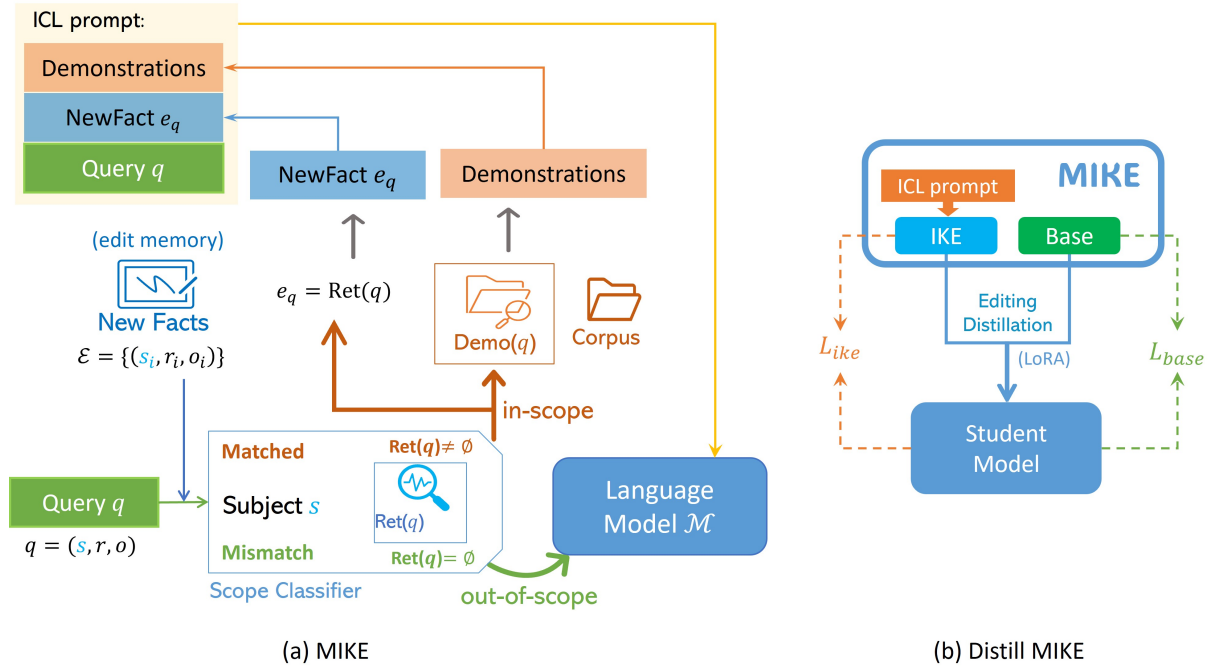 ICL prompt:
Demonstrations
NewFact e_q
Query q
NewFact e_q
Demonstrations
(edit memory)
New Facts
ℰ = {(s_i, r_i, o_i)}
e_q = Ret(q)
Demo(q)
Corpus
in-scope
Query q
q = (s, r, o)
Matched
Ret(q) ≠ ∅
Subject s
Ret(q)
Mismatch
Ret(q) = ∅
Scope Classifier
out-of-scope
Language
Model ℳ
(a) MIKE
MIKE
ICL prompt
IKE
Base
Editing
Distillation
(LoRA)
L_ike
L_base
Student
Model
(b) Distill MIKE